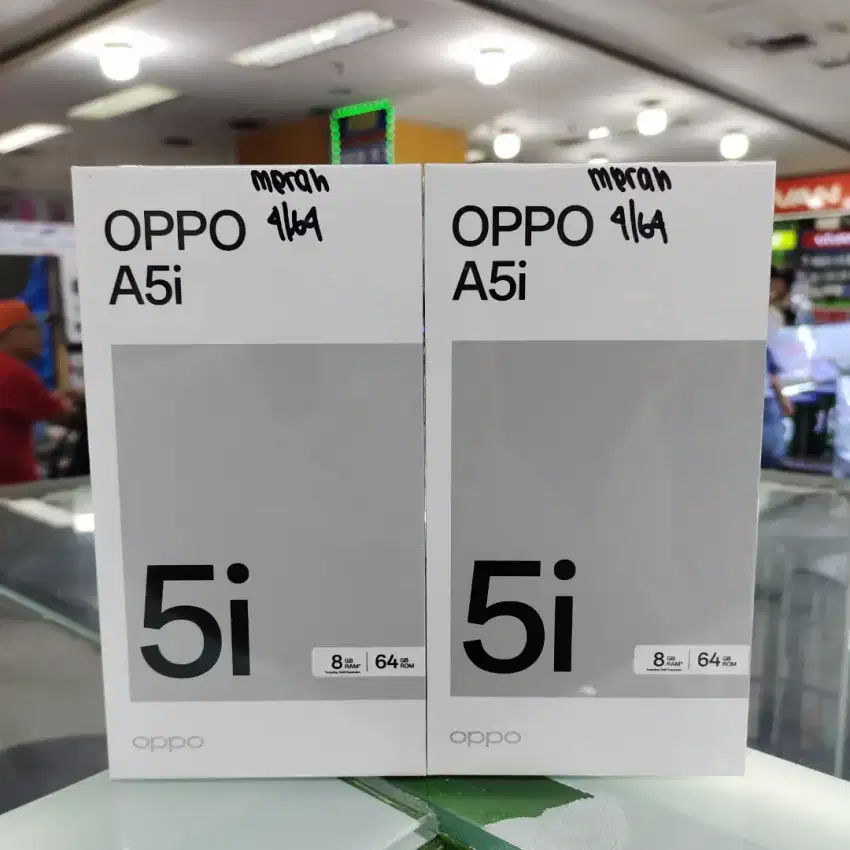 merah
OPPO 4/64
A5i
5i
8 GB RAM* | 64 GB ROM
oppo
merah
OPPO 4/64
A5i
5i
8 GB RAM* | 64 GB ROM
oppo